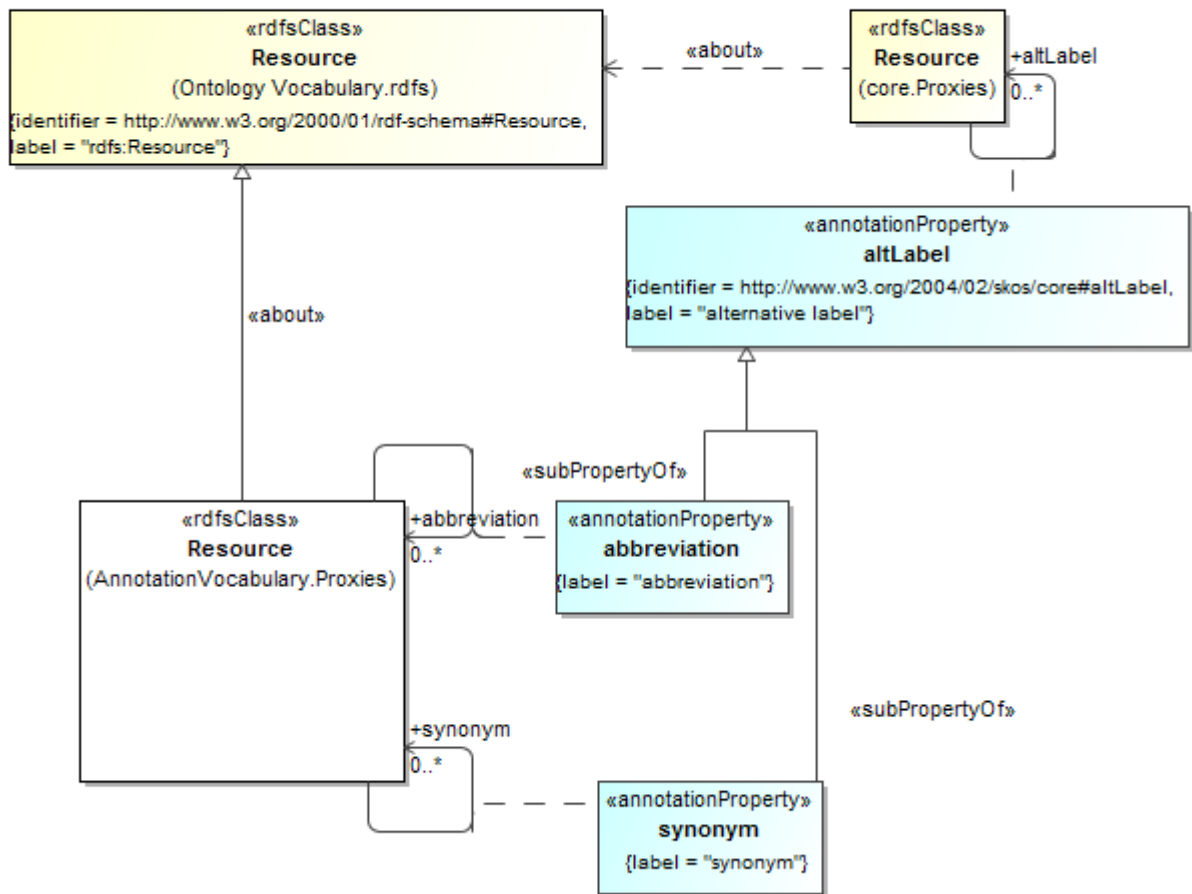 «rdfsClass»
Resource
(Ontology Vocabulary.rdfs)
{identifier = http://www.w3.org/2000/01/rdf-schema#Resource,
label = "rdfs:Resource"}
«about»
«rdfsClass»
Resource
(core.Proxies)
+altLabel
0..*
«annotationProperty»
altLabel
{identifier = http://www.w3.org/2004/02/skos/core#altLabel,
label = "alternative label"}
«about»
«subPropertyOf»
«rdfsClass»
Resource
(AnnotationVocabulary.Proxies)
+abbreviation
0..*
«annotationProperty»
abbreviation
{label = "abbreviation"}
«subPropertyOf»
+synonym
0..*
«annotationProperty»
synonym
{label = "synonym"}